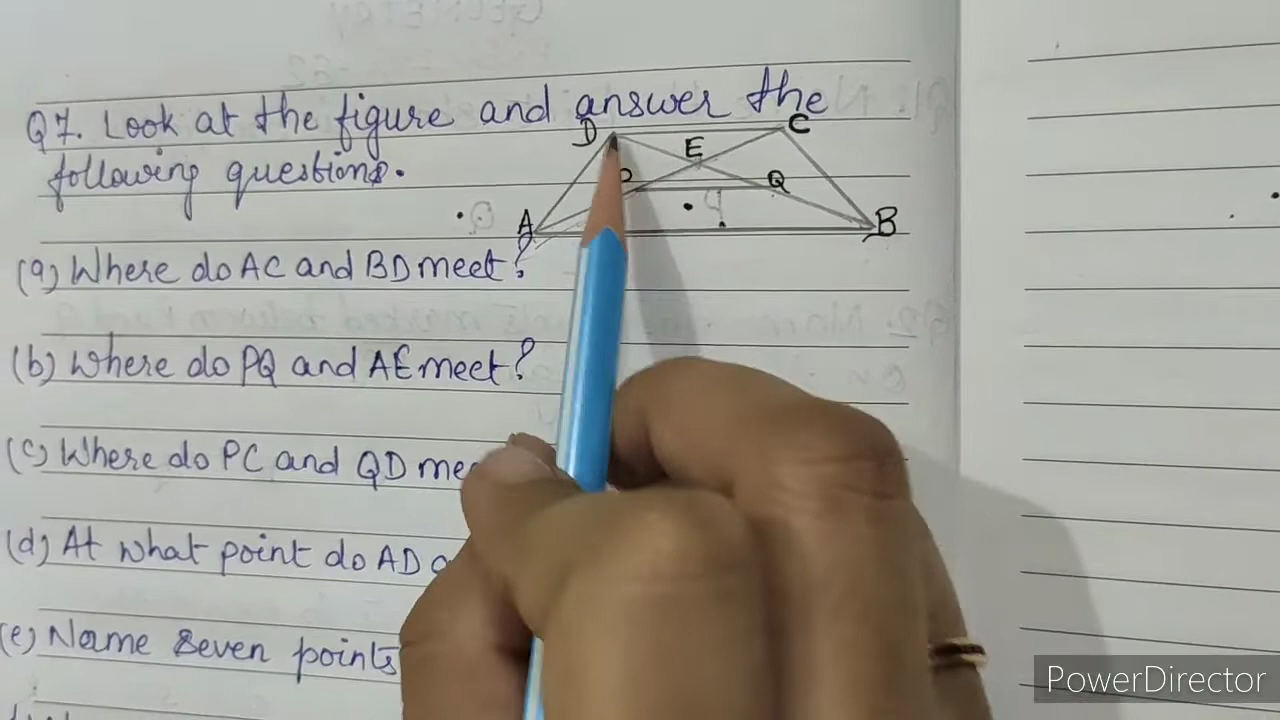 Q7. Look at the figure and answer the
following questions.
D C
E
P Q
A B
(a) Where do AC and BD meet?
(b) Where do PQ and AE meet?
(c) Where do PC and QD
(d) At what point do AD
(e) Name seven points
PowerDirector